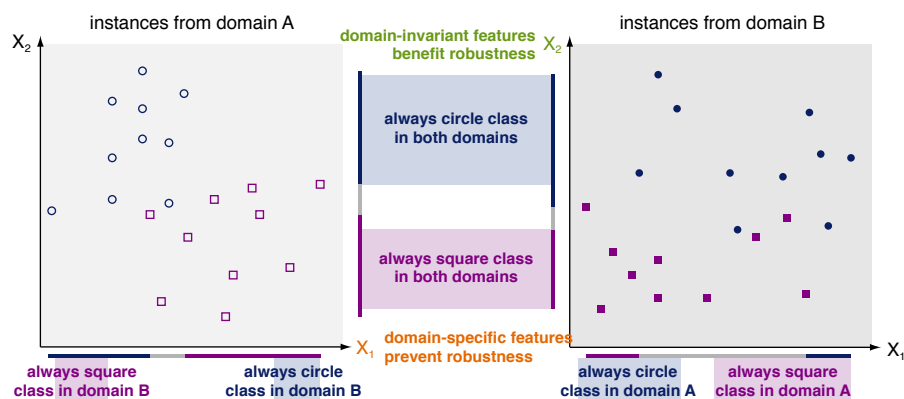 instances from domain A
instances from domain B
domain-invariant features
benefit robustness
X2
X2
always circle class
in both domains
always square class
in both domains
X1
domain-specific features
prevent robustness
X1
always square
class in domain B
always circle
class in domain B
always circle
class in domain A
always square
class in domain A